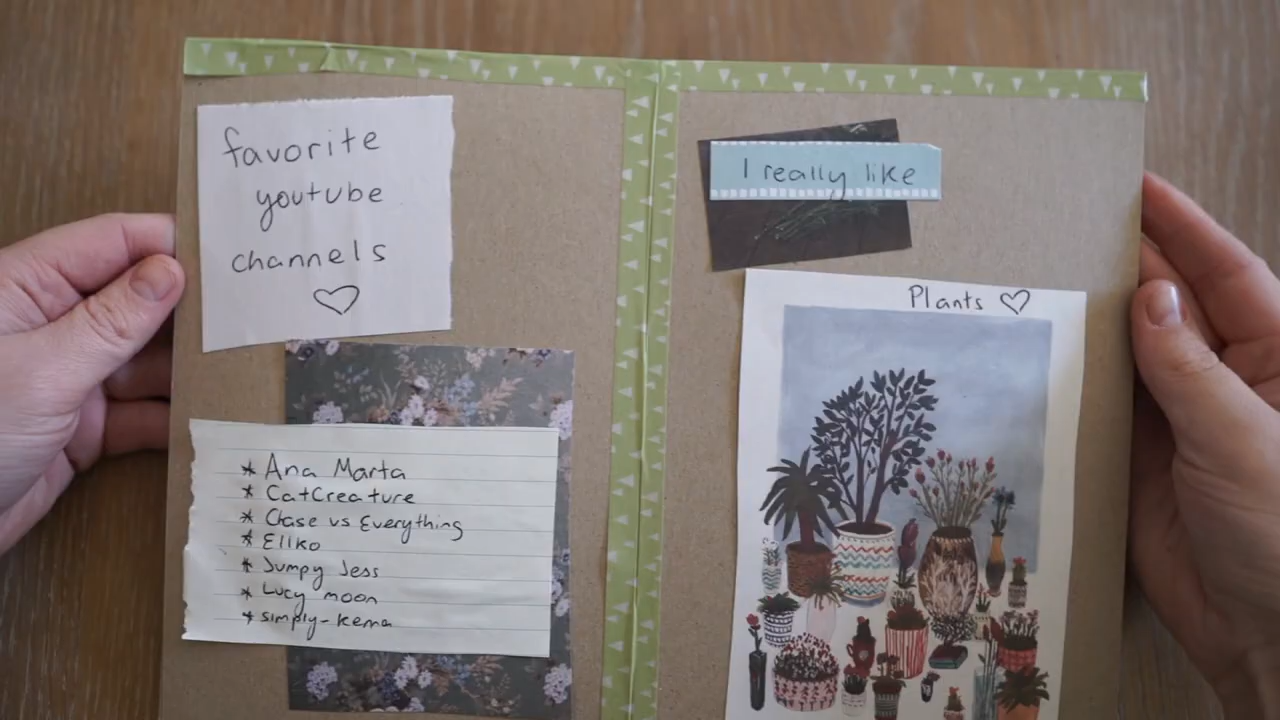 favorite
youtube
channels
* Ana Marta
* CatCreature
* Chase vs Everything
* Eliko
* Jumpy Jess
* Lucy moon
* simply-kema
I really like
Plants